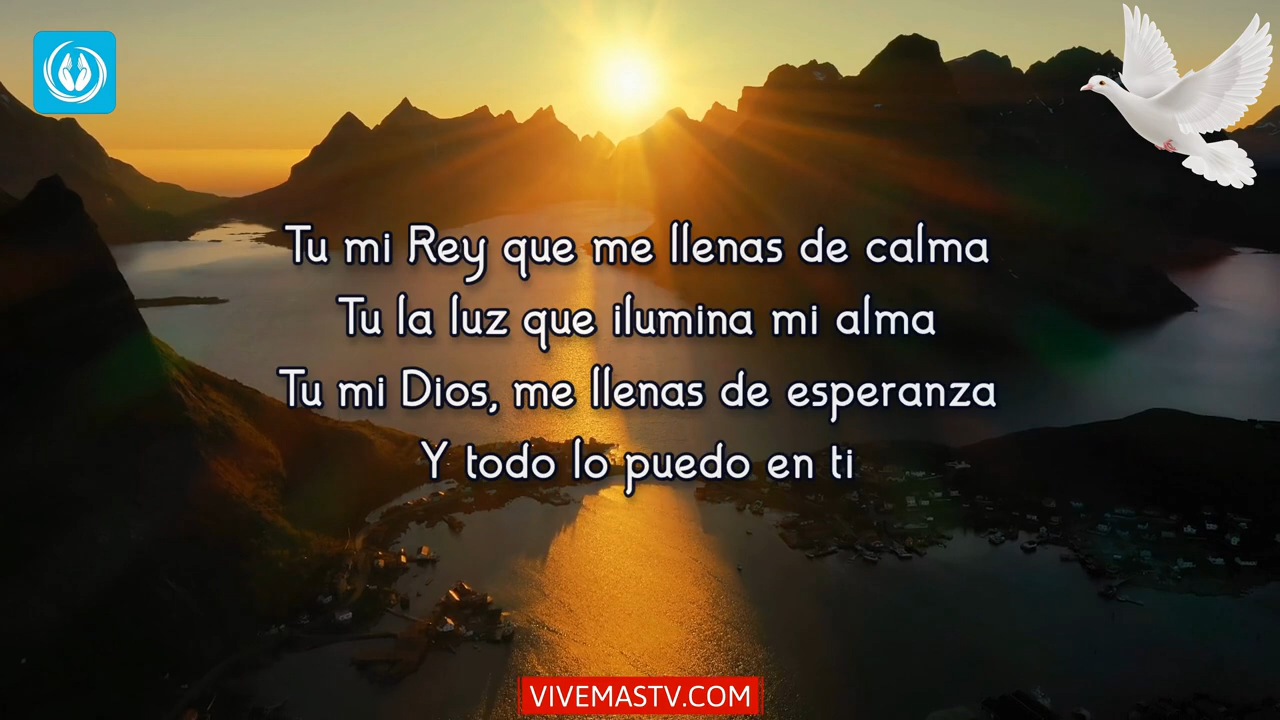 Tu mi Rey que me llenas de calma
Tu la luz que ilumina mi alma
Tu mi Dios, me llenas de esperanza
Y todo lo puedo en ti
VIVEMASTV.COM